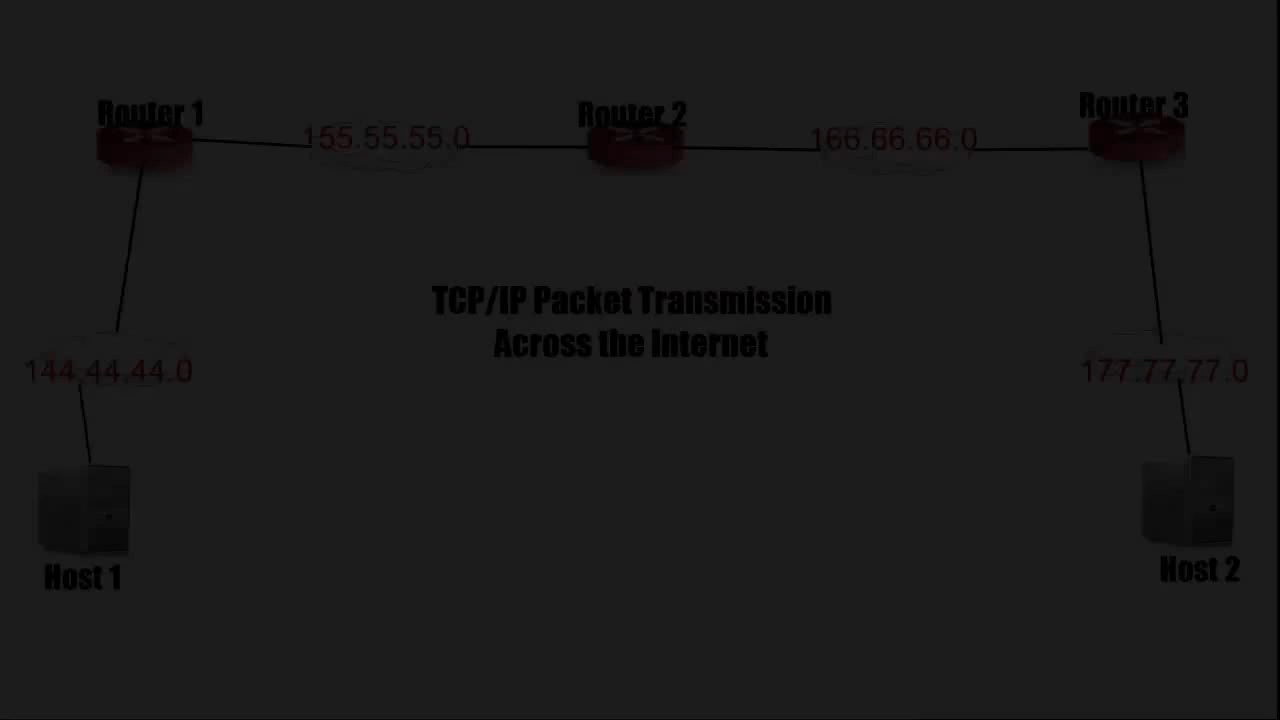 Router 1
155.55.55.0
Router 2
166.66.66.0
Router 3
TCP/IP Packet Transmission
Across the Internet
144.44.44.0
177.77.77.0
Host 1
Host 2